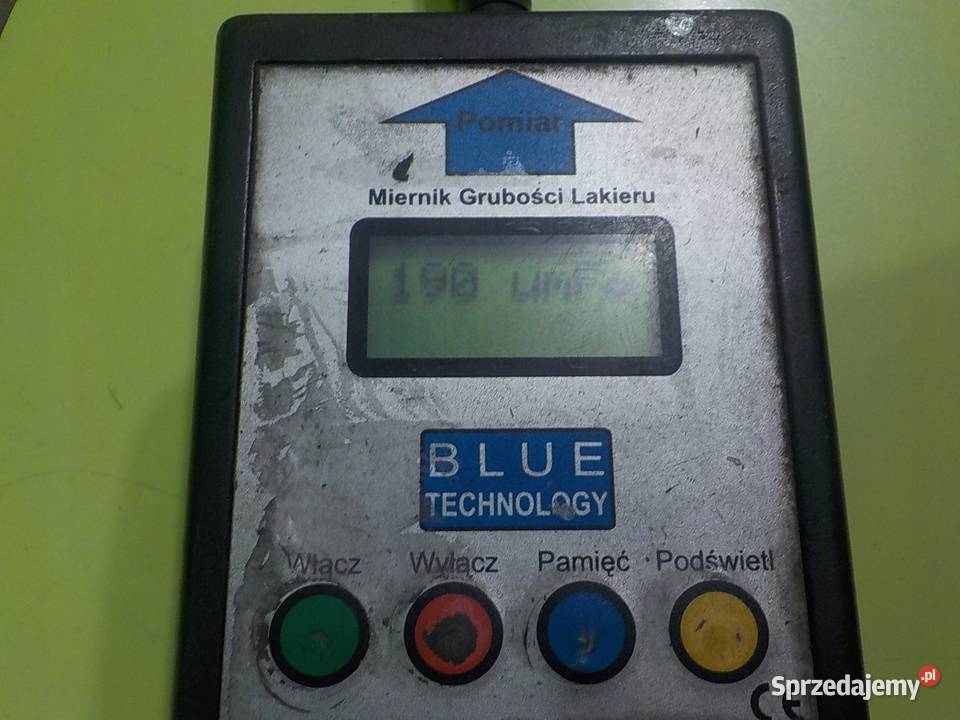 Pomiar
Miernik Grubości Lakieru
190 umFe
BLUE
TECHNOLOGY
Włącz Wyłącz Pamięć Podświetl
CE
Sprzedajemy.pl